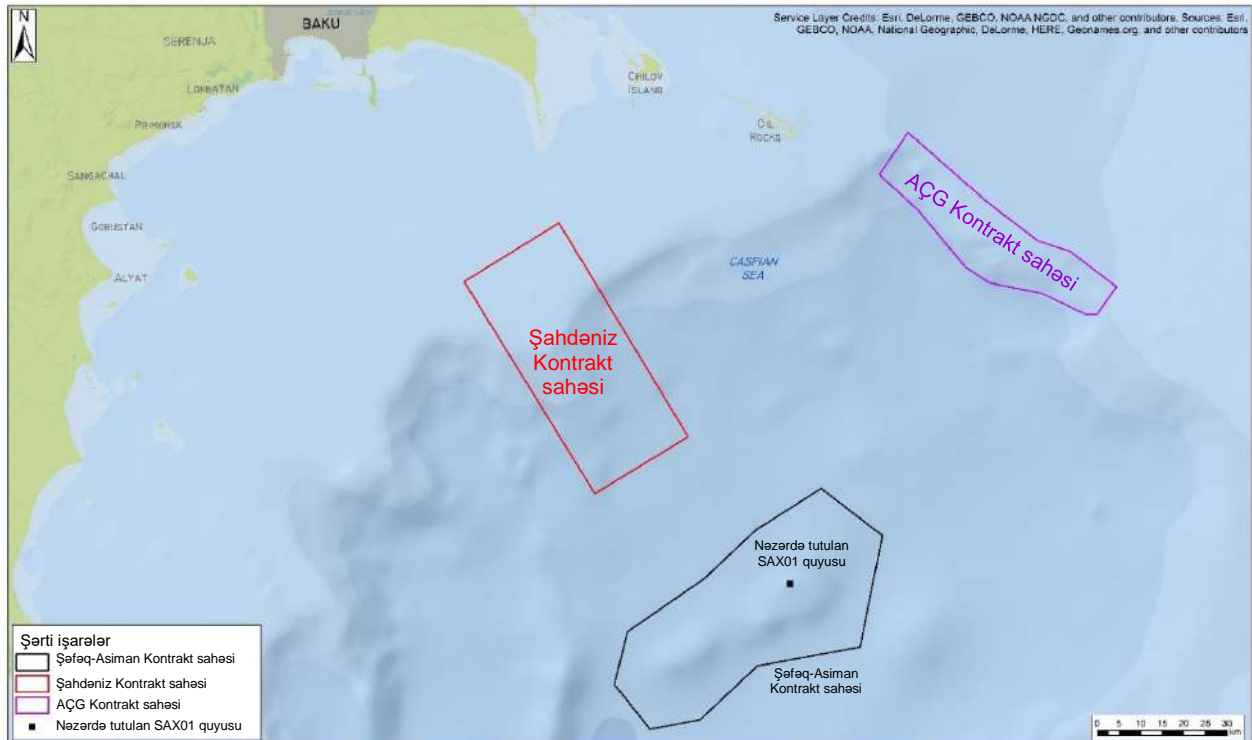 N
BAKU
Service Layer Credits: Esri, DeLorme, GEBCO, NOAA NGDC, and other contributors. Sources: Esri,
GEBCO, NOAA, National Geographic, DeLorme, HERE, Geonames.org, and other contributors
SERENJA
LOKBATAN
PRIMORSK
SANGACHAL
GOBUSTAN
ALYAT
CHILOV
ISLAND
OIL
ROCKS
AÇG Kontrakt sahəsi
CASPIAN
SEA
Şahdəniz
Kontrakt
sahəsi
Nəzərdə tutulan
SAX01 quyusu
Şəfəq-Asiman
Kontrakt sahəsi
Şərti işarələr
Şəfəq-Asiman Kontrakt sahəsi
Şahdəniz Kontrakt sahəsi
AÇG Kontrakt sahəsi
Nəzərdə tutulan SAX01 quyusu
0 5 10 15 20 25 30
km